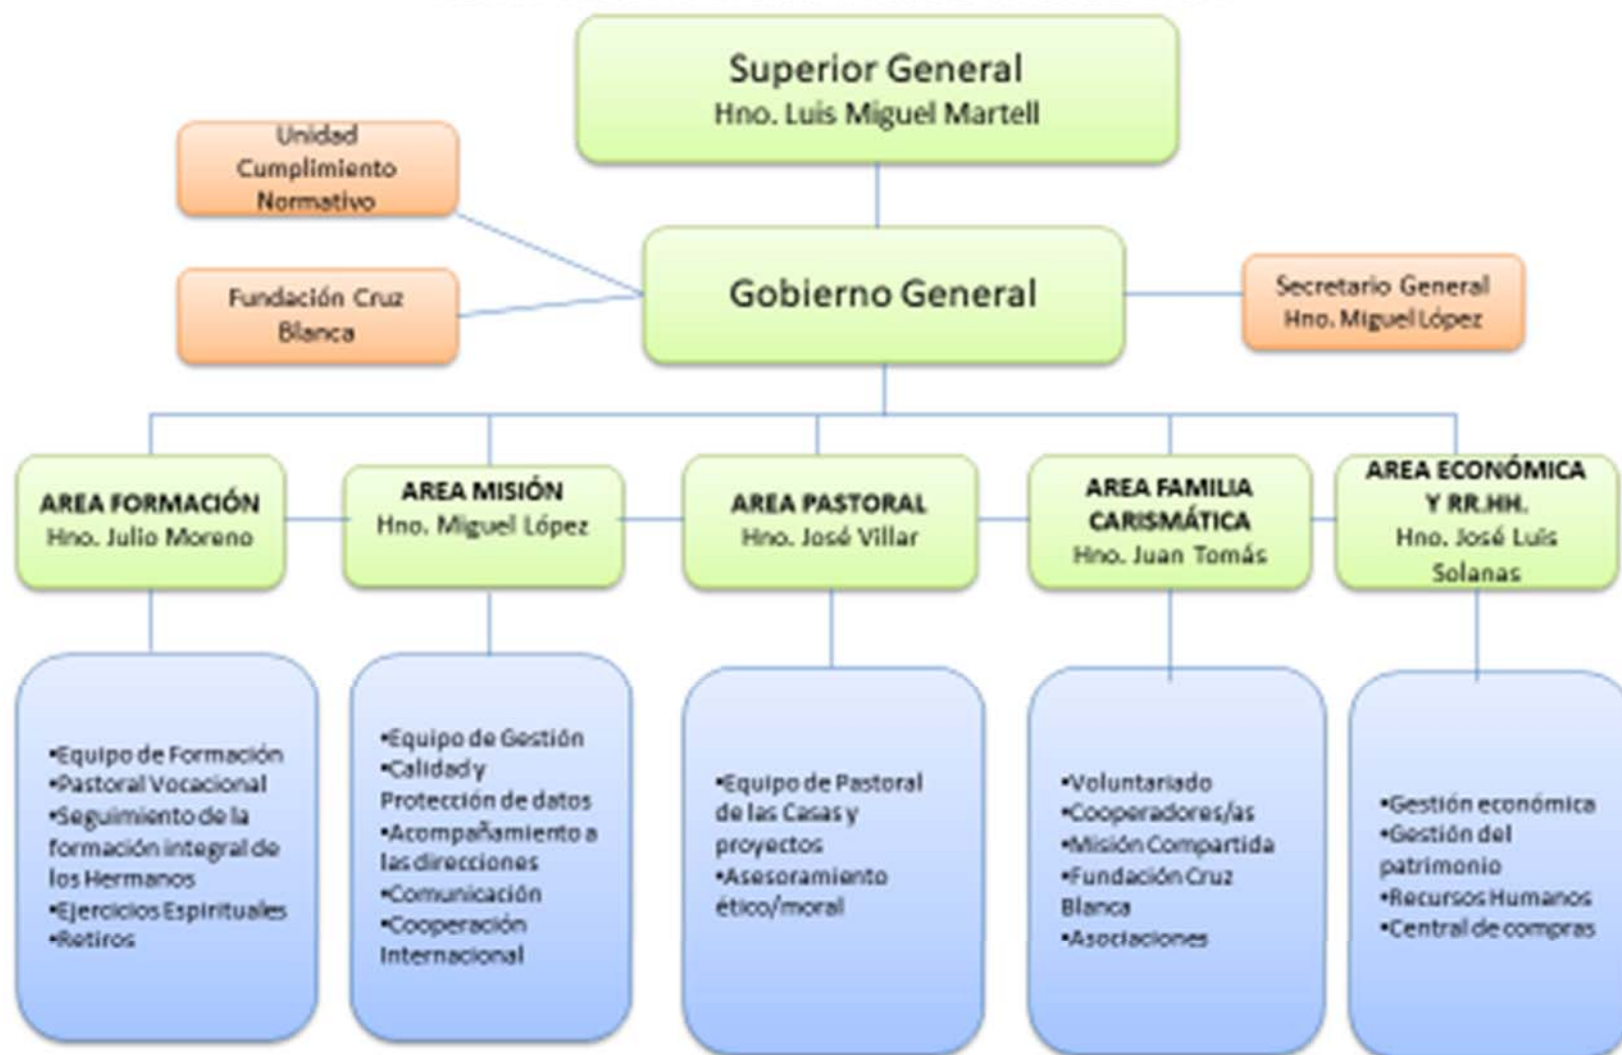 Superior General
Hno. Luis Miguel Martell
Unidad
Cumplimiento
Normativo
Fundación Cruz
Blanca
Gobierno General
Secretario General
Hno. Miguel López
AREA FORMACIÓN
Hno. Julio Moreno
AREA MISIÓN
Hno. Miguel López
AREA PASTORAL
Hno. José Villar
AREA FAMILIA
CARISMÁTICA
Hno. Juan Tomás
AREA ECONÓMICA
Y RR.HH.
Hno. José Luis
Solanas
•Equipo de Formación
•Pastoral Vocacional
•Seguimiento de la
formación integral de
los Hermanos
•Ejercicios Espirituales
•Retiros
•Equipo de Gestión
•Calidad y
Protección de datos
•Acompañamiento a
las direcciones
•Comunicación
•Cooperación
Internacional
•Equipo de Pastoral
de las Casas y
proyectos
•Asesoramiento
ético/moral
•Voluntariado
•Cooperadores/as
•Misión Compartida
•Fundación Cruz
Blanca
•Asociaciones
•Gestión económica
•Gestión del
patrimonio
•Recursos Humanos
•Central de compras